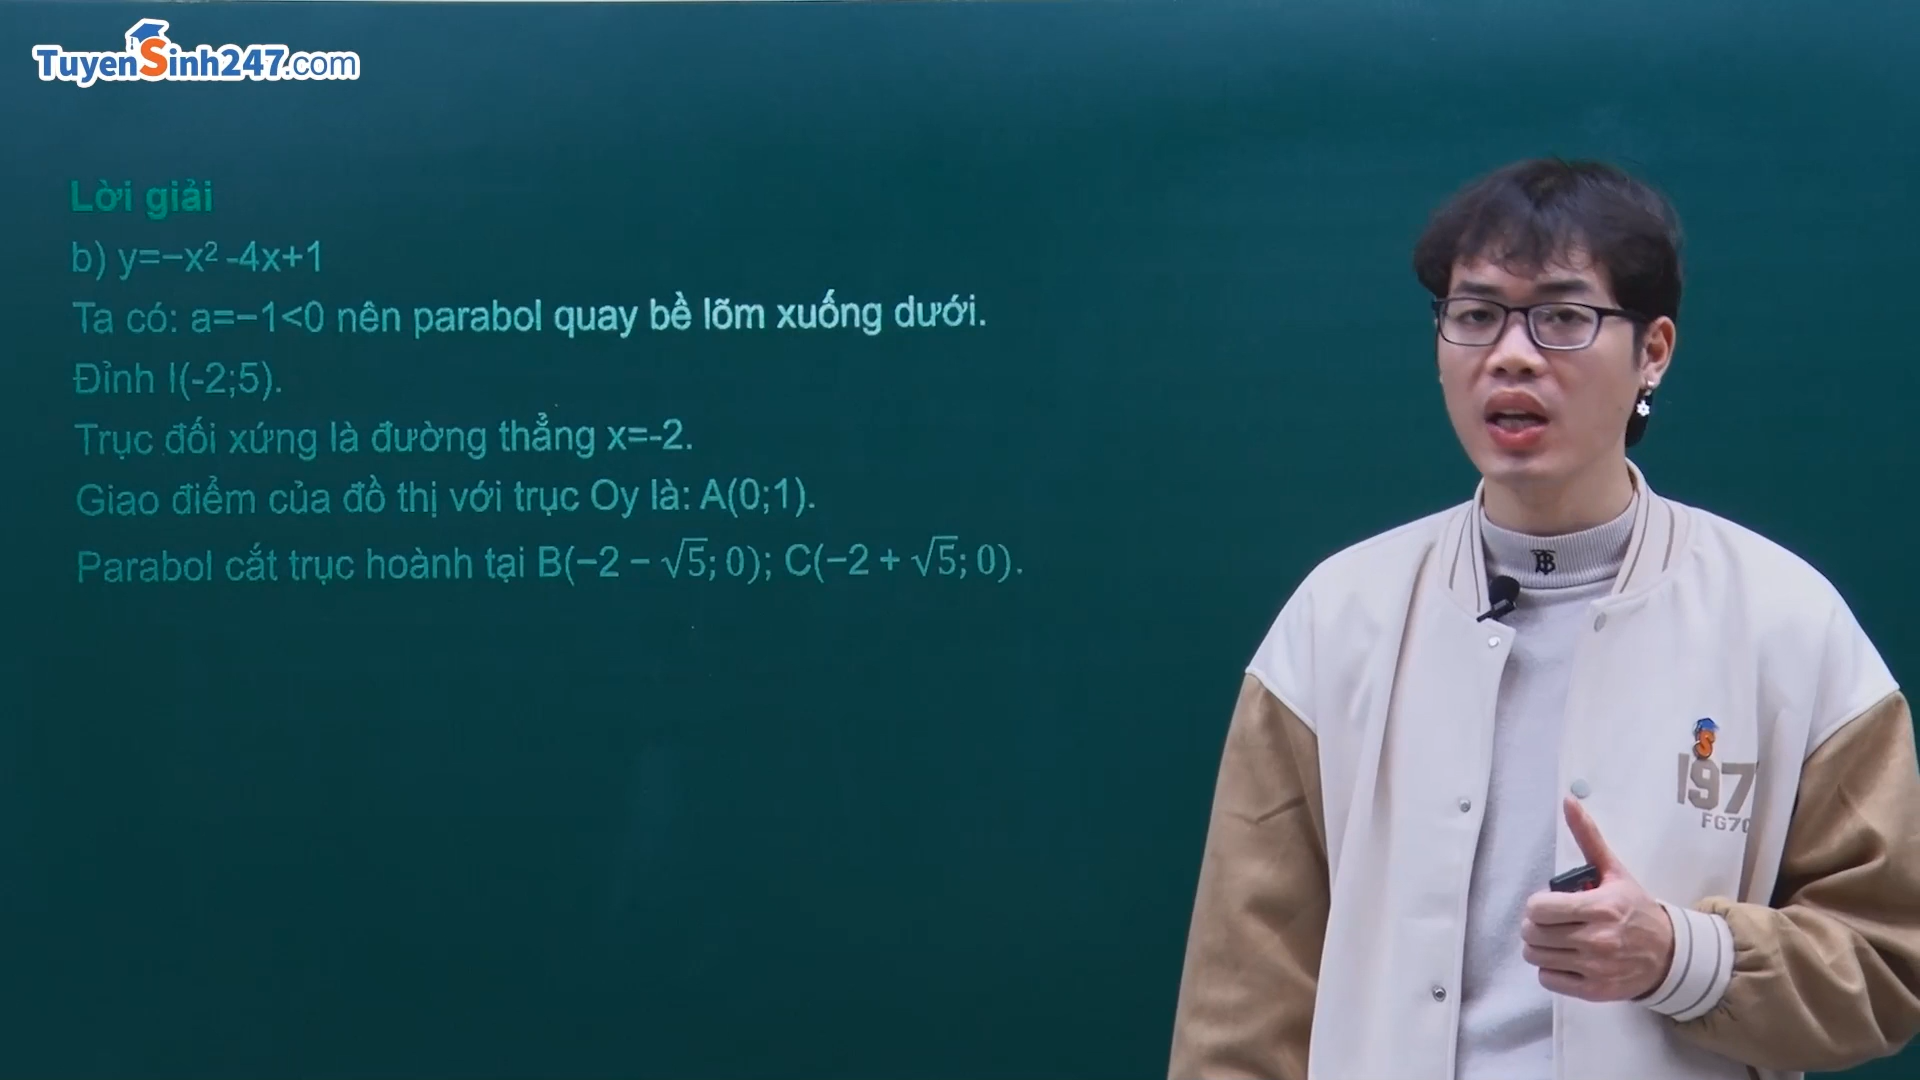 TuyenSinh247.com
Lời giải
b) y=−x² -4x+1
Ta có: a=−1<0 nên parabol quay bề lõm xuống dưới.
Đỉnh I(-2;5).
Trục đối xứng là đường thẳng x=-2.
Giao điểm của đồ thị với trục Oy là: A(0;1).
Parabol cắt trục hoành tại B(−2 − √5; 0); C(−2 + √5; 0).
197
FG70